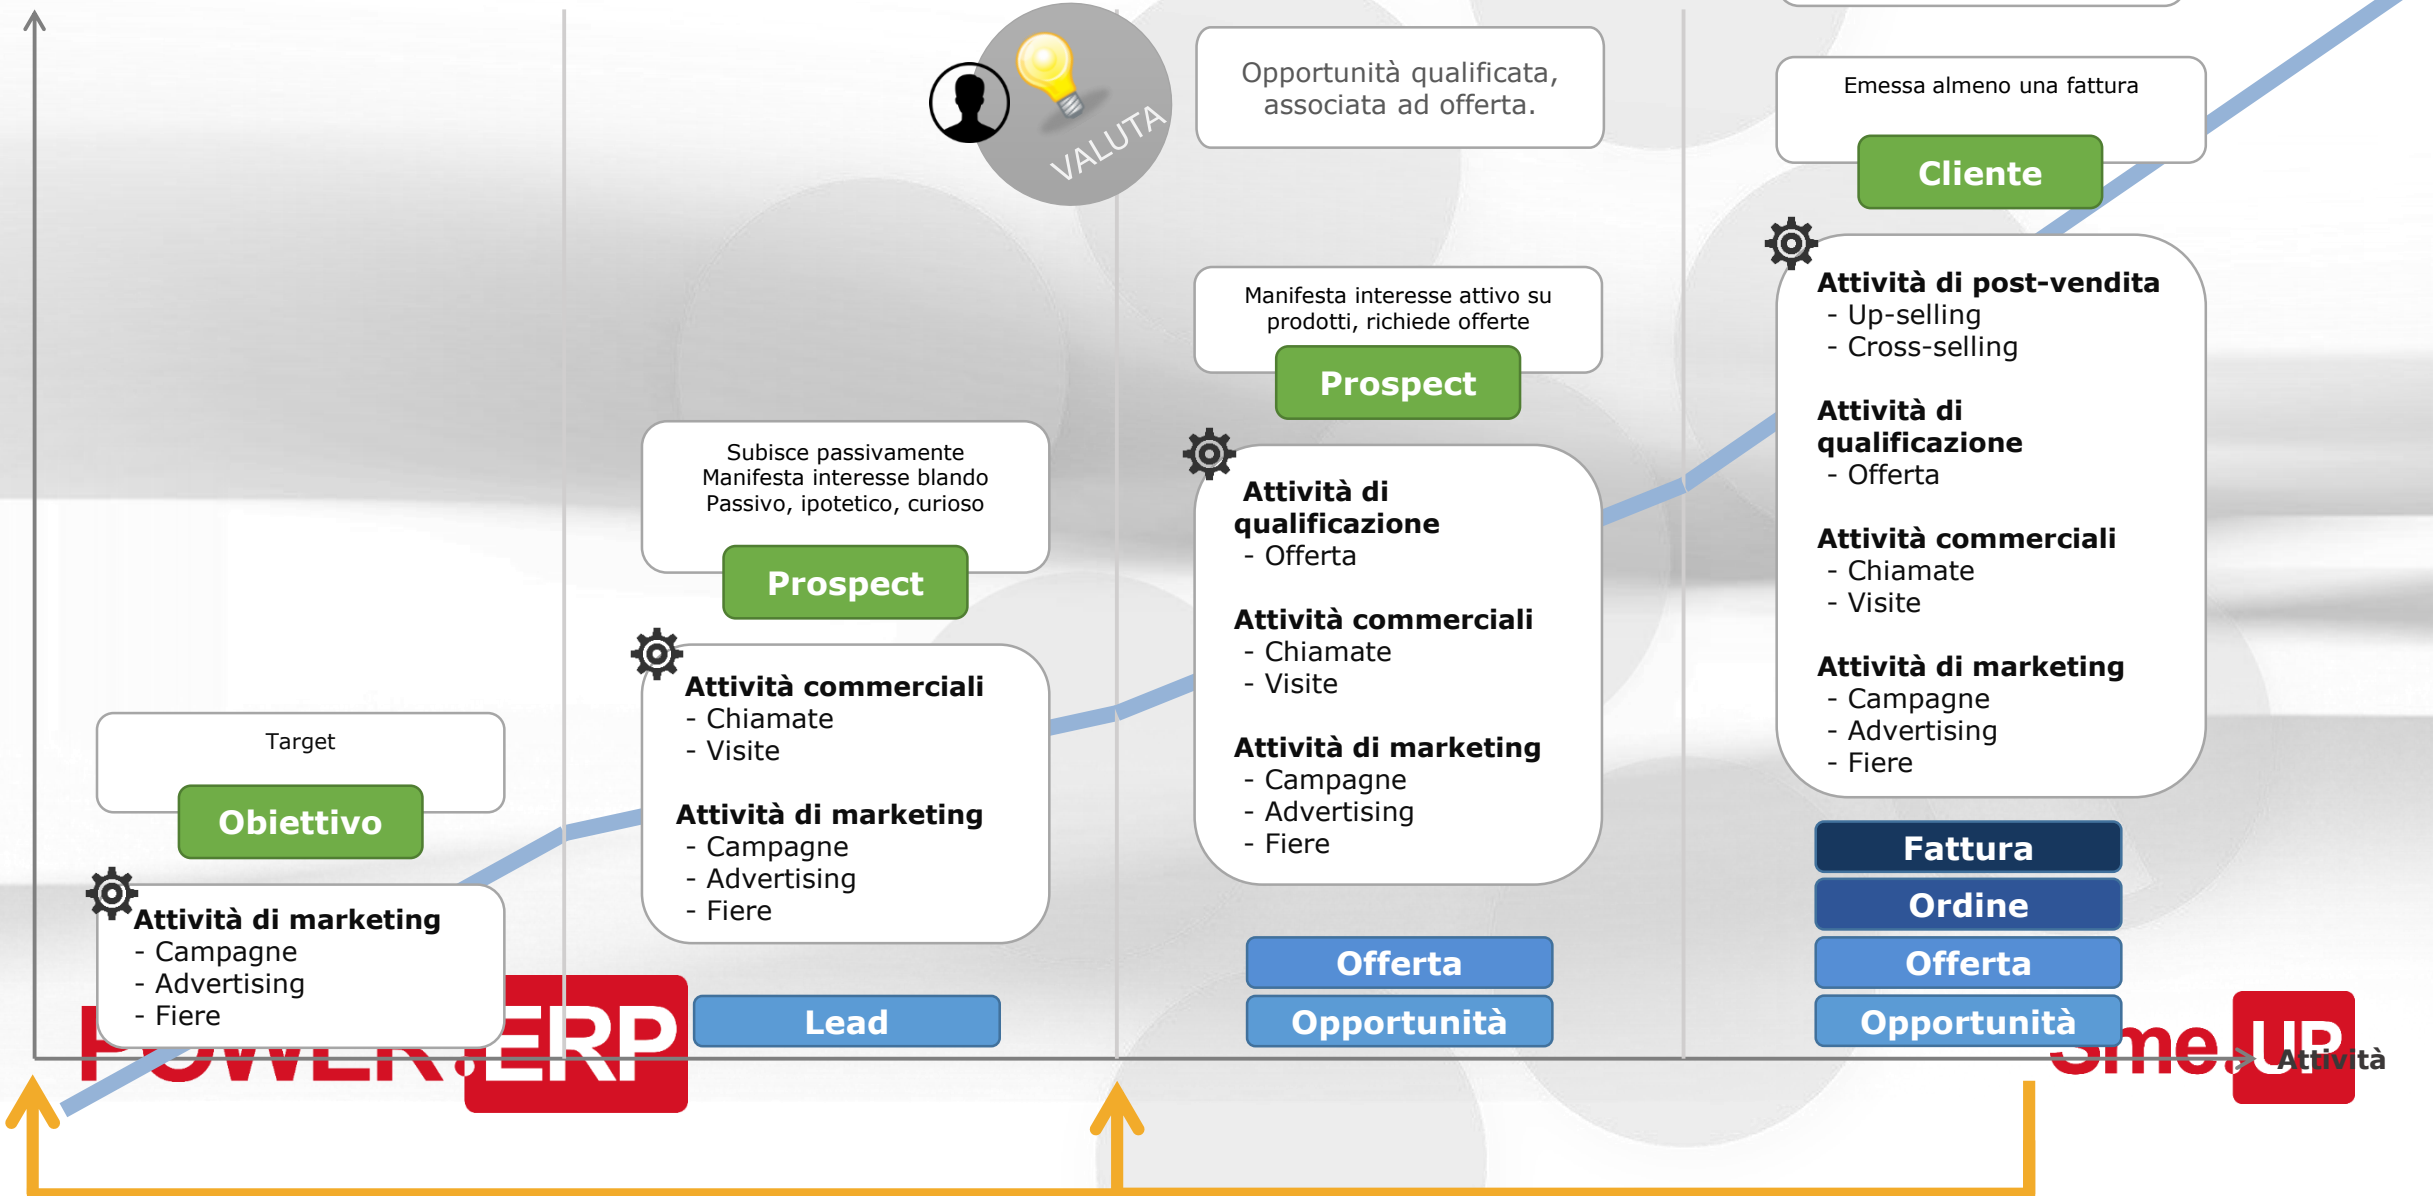 VALUTA
Opportunità qualificata,
associata ad offerta.
Emessa almeno una fattura
Cliente
Attività di post-vendita
- Up-selling
- Cross-selling
Attività di
qualificazione
- Offerta
Attività commerciali
- Chiamate
- Visite
Attività di marketing
- Campagne
- Advertising
- Fiere
Fattura
Ordine
Offerta
Opportunità
Manifesta interesse attivo su
prodotti, richiede offerte
Prospect
Attività di
qualificazione
- Offerta
Attività commerciali
- Chiamate
- Visite
Attività di marketing
- Campagne
- Advertising
- Fiere
Offerta
Opportunità
Subisce passivamente
Manifesta interesse blando
Passivo, ipotetico, curioso
Prospect
Attività commerciali
- Chiamate
- Visite
Attività di marketing
- Campagne
- Advertising
- Fiere
Lead
Target
Obiettivo
Attività di marketing
- Campagne
- Advertising
- Fiere
POWER.ERP
Sme.UP
Attività